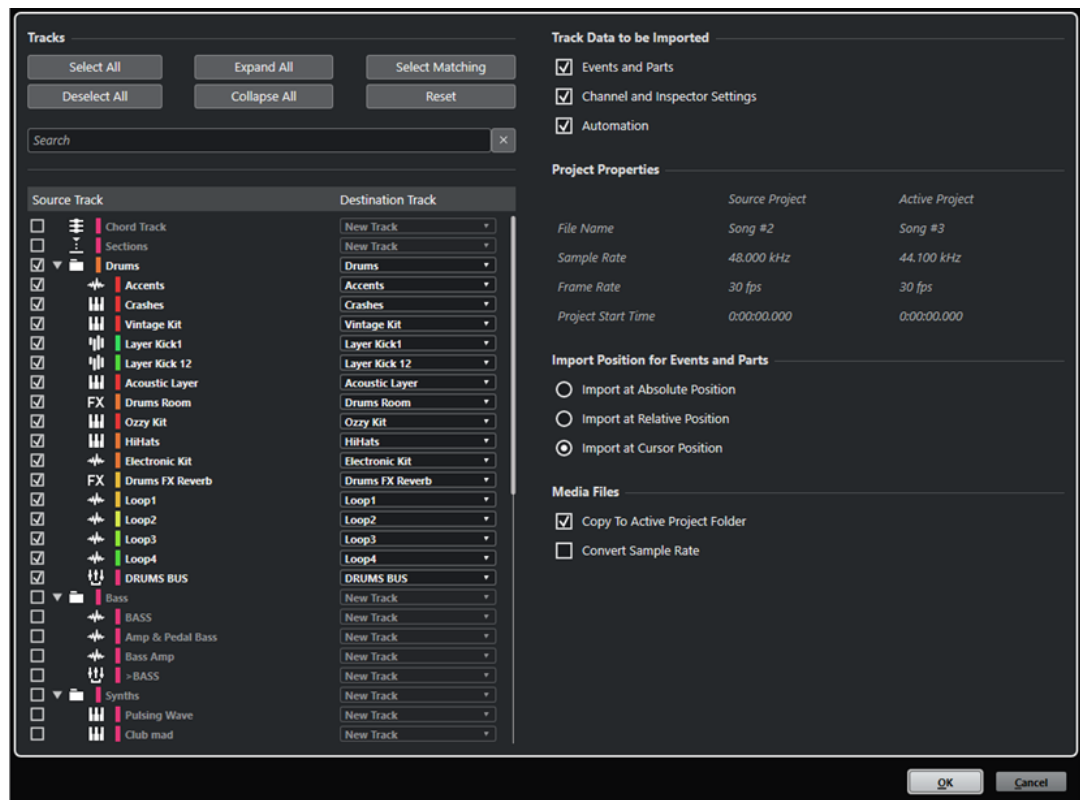 Tracks
Select All Expand All Select Matching
Deselect All Collapse All Reset
Search
Source Track Destination Track
Chord Track New Track
Sections New Track
Drums Drums
Accents Accents
Crashes Crashes
Vintage Kit Vintage Kit
Layer Kick1 Layer Kick1
Layer Kick 12 Layer Kick 12
Acoustic Layer Acoustic Layer
FX Drums Room Drums Room
Ozzy Kit Ozzy Kit
HiHats HiHats
Electronic Kit Electronic Kit
FX Drums FX Reverb Drums FX Reverb
Loop1 Loop1
Loop2 Loop2
Loop3 Loop3
Loop4 Loop4
DRUMS BUS DRUMS BUS
Bass New Track
BASS New Track
Amp & Pedal Bass New Track
Bass Amp New Track
>BASS New Track
Synths New Track
Pulsing Wave New Track
Club mad New Track
Track Data to be Imported
Events and Parts
Channel and Inspector Settings
Automation
Project Properties
Source Project Active Project
File Name Song #2 Song #3
Sample Rate 48.000 kHz 44.100 kHz
Frame Rate 30 fps 30 fps
Project Start Time 0:00:00.000 0:00:00.000
Import Position for Events and Parts
Import at Absolute Position
Import at Relative Position
Import at Cursor Position
Media Files
Copy To Active Project Folder
Convert Sample Rate
OK Cancel